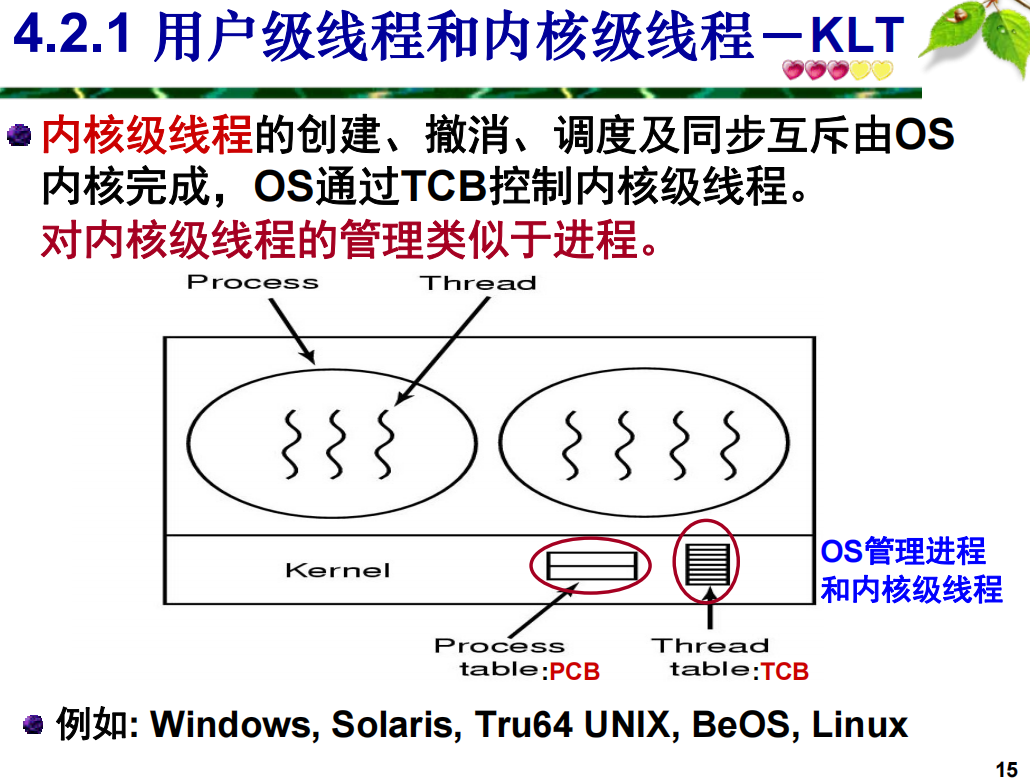 4.2.1 用户级线程和内核级线程－KLT
内核级线程的创建、撤消、调度及同步互斥由OS
内核完成，OS通过TCB控制内核级线程。
对内核级线程的管理类似于进程。
Process Thread
Kernel
OS管理进程
和内核级线程
Process Thread
table:PCB table:TCB
例如: Windows, Solaris, Tru64 UNIX, BeOS, Linux
15